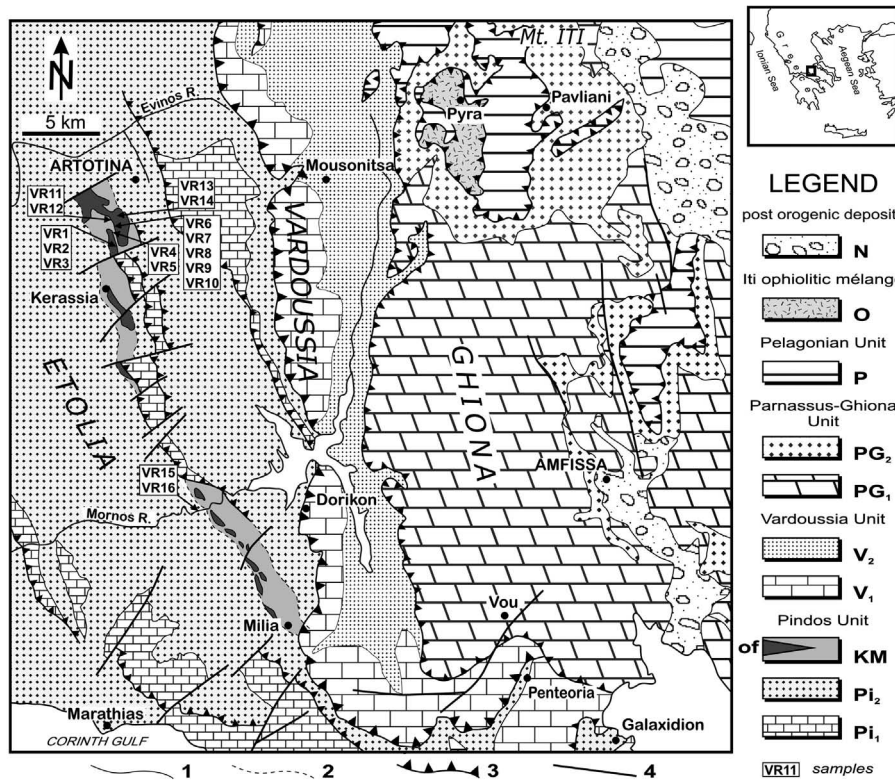 Mt. ITI
N
5 km
Evinos R.
Pyra
Pavliani
ARTOTINA
Mousonitsa
VR11
VR12
VR13
VR14
VR1
VR2
VR3
VR4
VR5
VR6
VR7
VR8
VR9
VR10
Kerassia
VARDOUSSIA
GHIONA
ETOLIA
AMFISSA
VR15
VR16
Dorikon
Mornos R.
Vou
Milia
Penteoria
Marathias
Galaxidion
CORINTH GULF
1
2
3
4
Ionian Sea
Greece
Aegean Sea
LEGEND
post orogenic deposit
N
Iti ophiolitic mélang
O
Pelagonian Unit
P
Parnassus-Ghiona
Unit
PG2
PG1
Vardoussia Unit
V2
V1
Pindos Unit
of
KM
Pi2
Pi1
VR11 samples